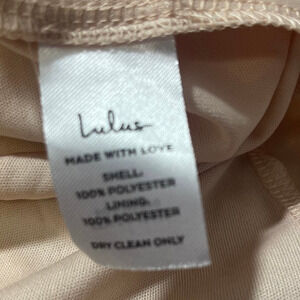 Lulus
MADE WITH LOVE
SHELL:
100% POLYESTER
LINING:
100% POLYESTER
DRY CLEAN ONLY